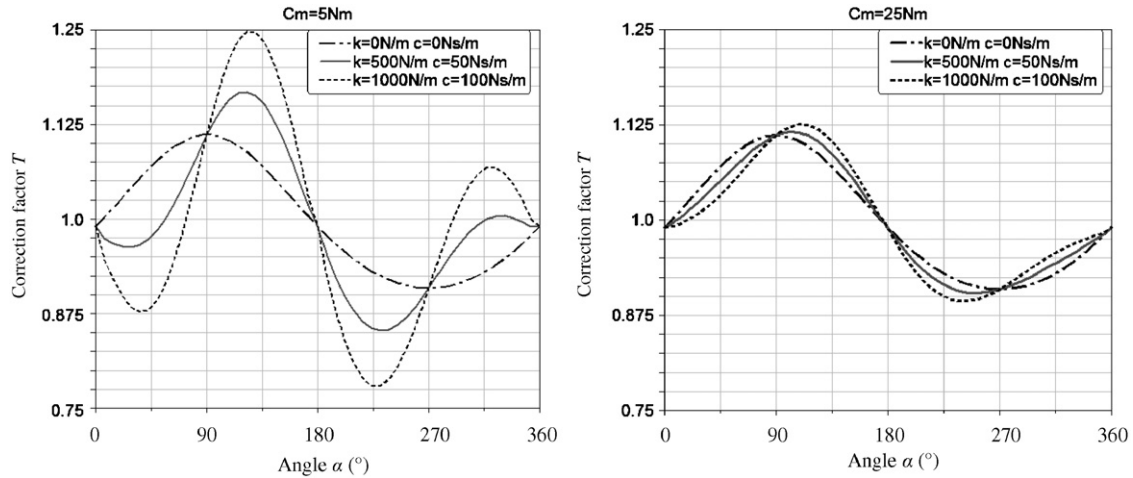 Cm=5Nm
1.25
1.125
1.0
0.875
0.75
Correction factor T
k=0N/m c=0Ns/m
k=500N/m c=50Ns/m
k=1000N/m c=100Ns/m
0 90 180 270 360
Angle α (°)
Cm=25Nm
1.25
1.125
1.0
0.875
0.75
Correction factor T
k=0N/m c=0Ns/m
k=500N/m c=50Ns/m
k=1000N/m c=100Ns/m
0 90 180 270 360
Angle α (°)